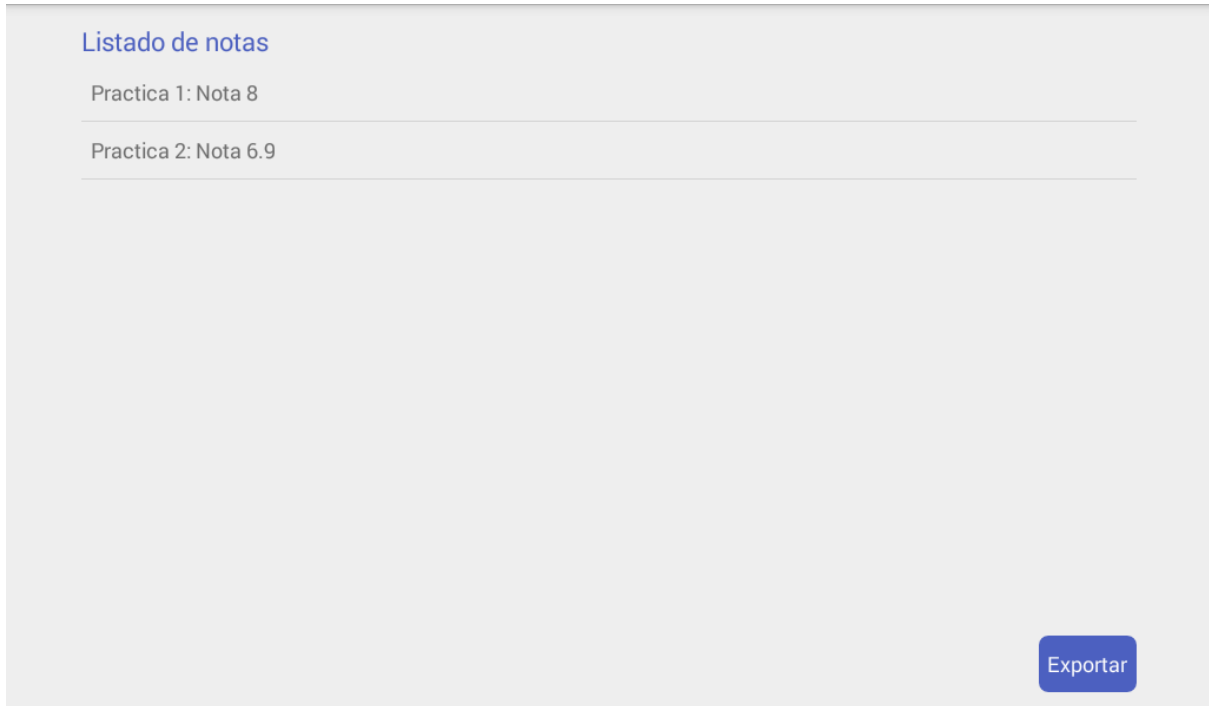 Listado de notas
Practica 1: Nota 8
Practica 2: Nota 6.9
Exportar